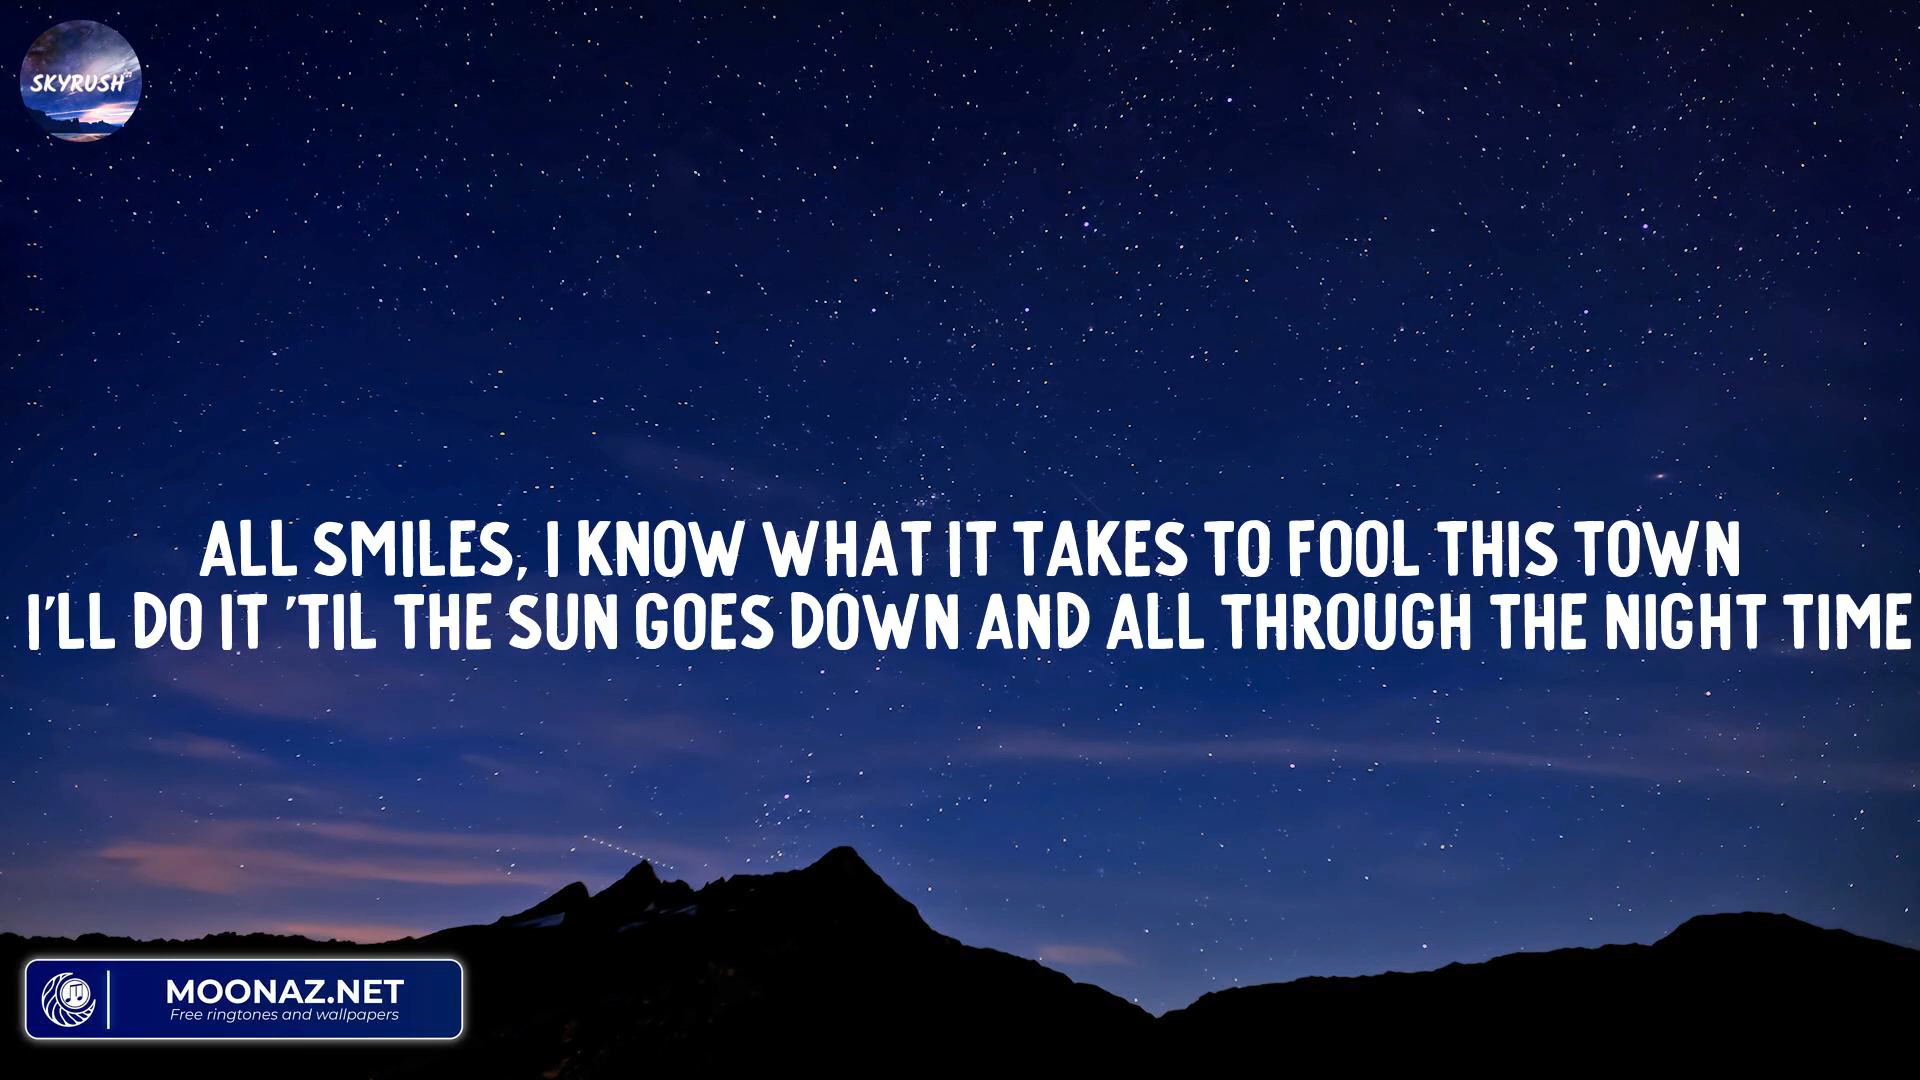 SKYRUSH
ALL SMILES, I KNOW WHAT IT TAKES TO FOOL THIS TOWN
I'LL DO IT 'TIL THE SUN GOES DOWN AND ALL THROUGH THE NIGHT TIME
MOONAZ.NET
Free ringtones and wallpapers